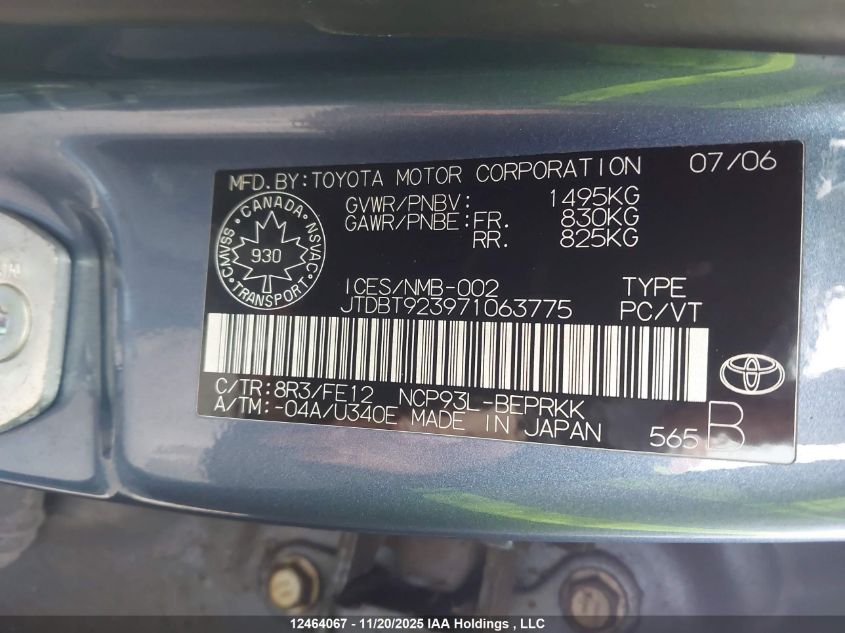 MFD.BY:TOYOTA MOTOR CORPORATION 07/06
GVWR/PNBV: 1495KG
GAWR/PNBE:FR. 830KG
RR. 825KG
CANADA
CMVSS · NSVAC
930
TRANSPORT
ICES/NMB-002 TYPE
JTDBT923971063775 PC/VT
C/TR:8R3/FE12 NCP93L-BEPRKK
A/TM:-04A/U340E MADE IN JAPAN 565 B
12464067 - 11/20/2025 IAA Holdings , LLC